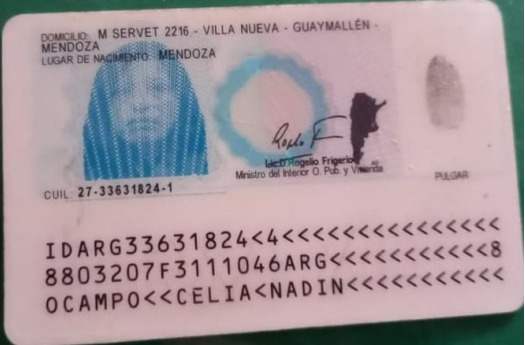 DOMICILIO: M SERVET 2216 - VILLA NUEVA - GUAYMALLÉN -
MENDOZA
LUGAR DE NACIMIENTO: MENDOZA
Lic.D Rogelio Frigerio
Ministro del Interior O. Pub. y Vivienda
PULGAR
CUIL: 27-33631824-1
IDARG33631824<4<<<<<<<<<<<<<<<
8803207F3111046ARG<<<<<<<<<<<8
OCAMPO<<CELIA<NADIN<<<<<<<<<<<